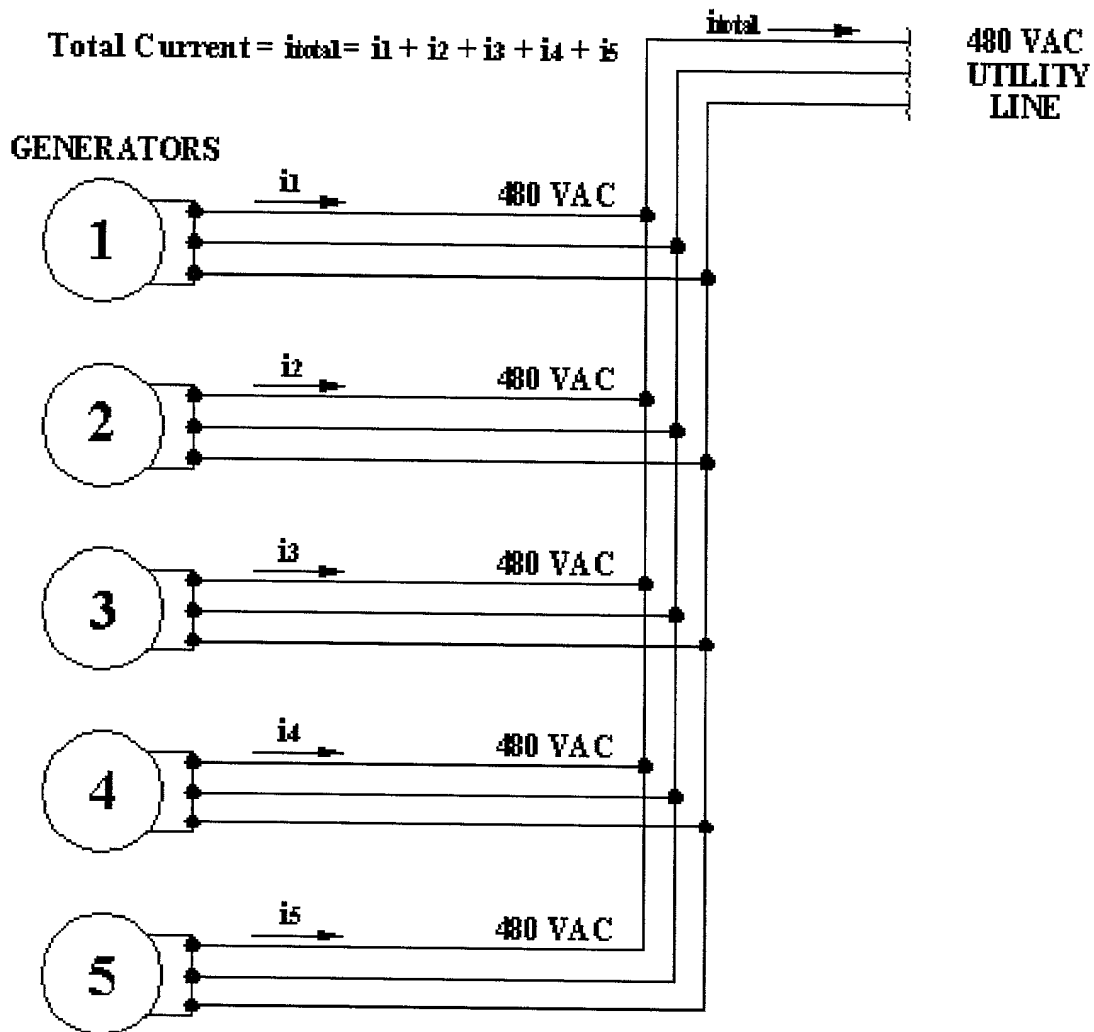 itotal
Total Current = itotal= i1 + i2 + i3 + i4 + i5
480 VAC
UTILITY
LINE
GENERATORS
i1
480 VAC
1
i2
480 VAC
2
i3
480 VAC
3
i4
480 VAC
4
i5
480 VAC
5